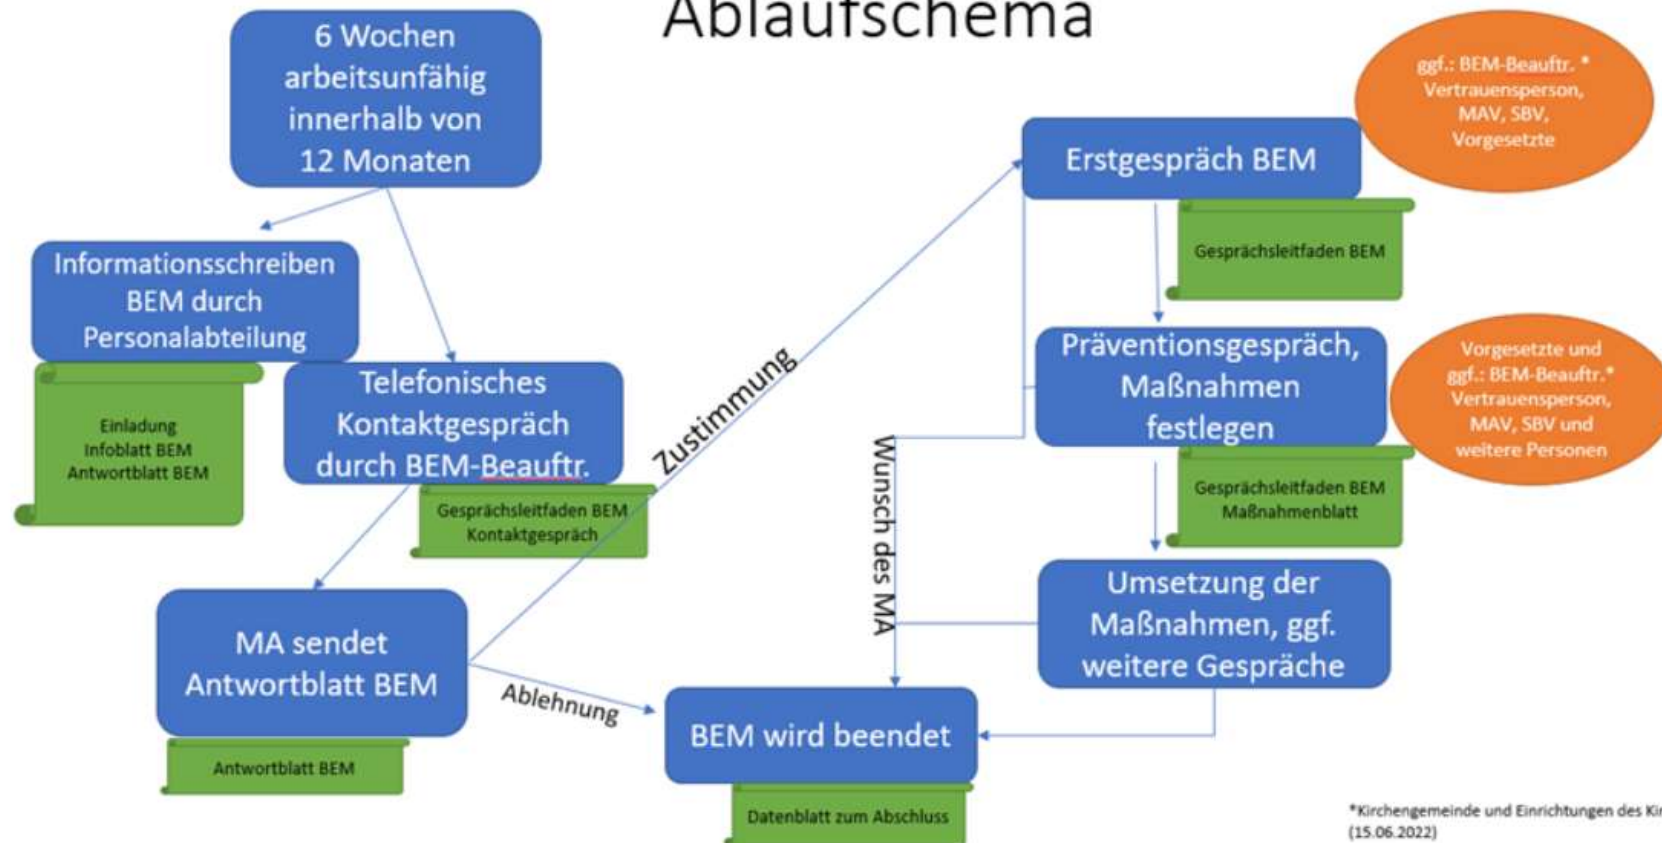 Ablaufschema
6 Wochen
arbeitsunfähig
innerhalb von
12 Monaten
Informationsschreiben
BEM durch
Personalabteilung
Einladung
Infoblatt BEM
Antwortblatt BEM
Telefonisches
Kontaktgespräch
durch BEM-Beauftr.
Gesprächsleitfaden BEM
Kontaktgespräch
MA sendet
Antwortblatt BEM
Antwortblatt BEM
Zustimmung
Ablehnung
Erstgespräch BEM
ggf.: BEM-Beauftr. *
Vertrauensperson,
MAV, SBV,
Vorgesetzte
Gesprächsleitfaden BEM
Präventionsgespräch,
Maßnahmen
festlegen
Vorgesetzte und
ggf.: BEM-Beauftr.*
Vertrauensperson,
MAV, SBV und
weitere Personen
Gesprächsleitfaden BEM
Maßnahmenblatt
Umsetzung der
Maßnahmen, ggf.
weitere Gespräche
Wunsch des MA
BEM wird beendet
Datenblatt zum Abschluss
*Kirchengemeinde und Einrichtungen des
(15.06.2022)